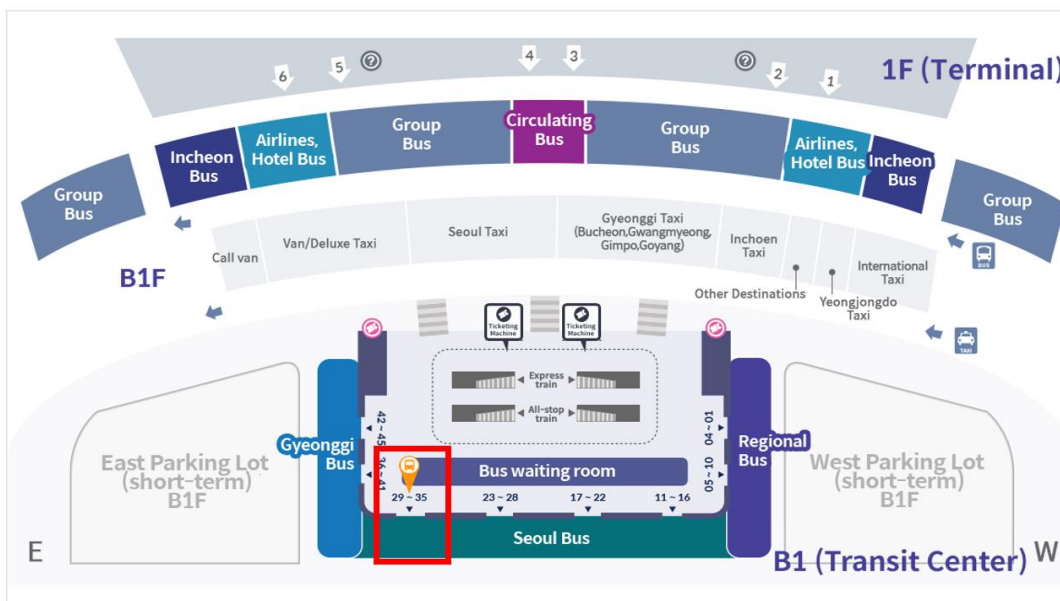 1F (Terminal)
6
5
4
3
2
1
Group
Bus
Incheon
Bus
Airlines,
Hotel Bus
Group
Bus
Circulating
Bus
Group
Bus
Airlines,
Hotel Bus
Incheon
Bus
Group
Bus
B1F
Call van
Van/Deluxe Taxi
Seoul Taxi
Gyeonggi Taxi
(Bucheon,Gwangmyeong,
Gimpo,Goyang)
Inchoen
Taxi
Other Destinations
Yeongjongdo
Taxi
International
Taxi
BUS
TAXI
Ticketing
Machine
Ticketing
Machine
Express
train
All-stop
train
East Parking Lot
(short-term)
B1F
Gyeonggi
Bus
42 ~ 45
36 ~ 41
Bus waiting room
29 ~ 35
23 ~ 28
17 ~ 22
11 ~ 16
04 ~ 01
05 ~ 10
Regional
Bus
West Parking Lot
(short-term)
B1F
Seoul Bus
E
B1 (Transit Center)
W